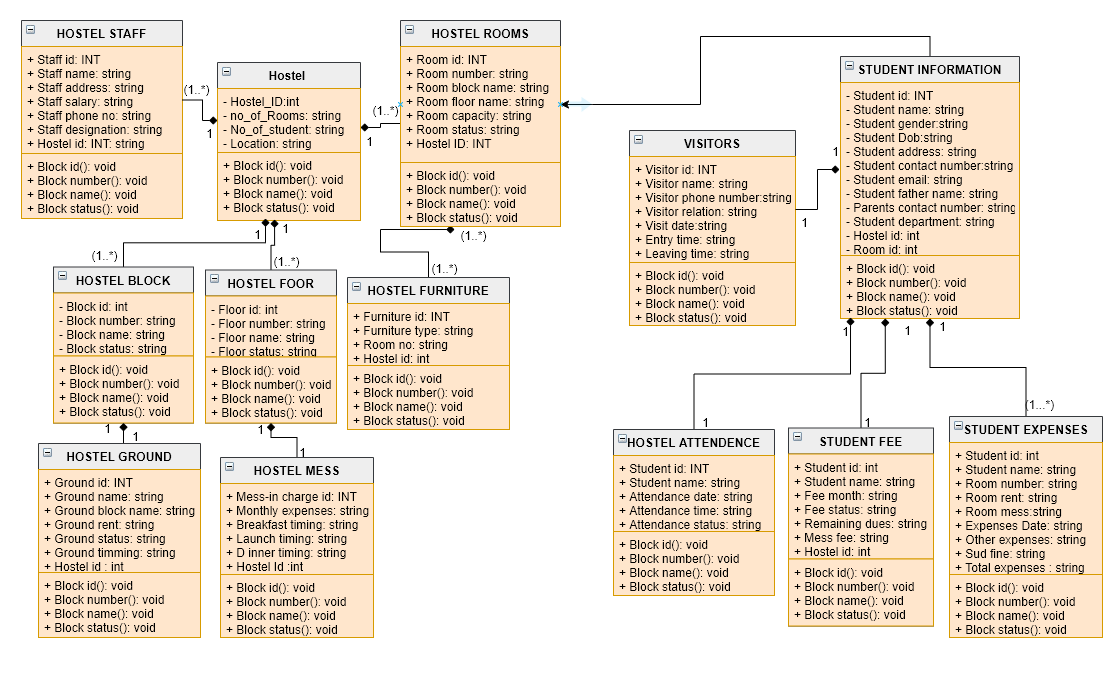 HOSTEL STAFF
+ Staff id: INT
+ Staff name: string
+ Staff address: string
+ Staff salary: string
+ Staff phone no: string
+ Staff designation: string
+ Hostel id: INT: string
+ Block id(): void
+ Block number(): void
+ Block name(): void
+ Block status(): void
(1..*)
1
Hostel
- Hostel_ID:int
- no_of_Rooms: string
- No_of_student: string
- Location: string
+ Block id(): void
+ Block number(): void
+ Block name(): void
+ Block status(): void
(1..*)
1
HOSTEL ROOMS
+ Room id: INT
+ Room number: string
+ Room block name: string
+ Room floor name: string
+ Room capacity: string
+ Room status: string
+ Hostel ID: INT
+ Block id(): void
+ Block number(): void
+ Block name(): void
+ Block status(): void
(1..*)
VISITORS
+ Visitor id: INT
+ Visitor name: string
+ Visitor phone number:string
+ Visitor relation: string
+ Visit date:string
+ Entry time: string
+ Leaving time: string
+ Block id(): void
+ Block number(): void
+ Block name(): void
+ Block status(): void
1
1
STUDENT INFORMATION
- Student id: INT
- Student name: string
- Student gender:string
- Student Dob:string
- Student address: string
- Student contact number:string
- Student email: string
- Student father name: string
- Parents contact number: string
- Student department: string
- Hostel id: int
- Room id: int
+ Block id(): void
+ Block number(): void
+ Block name(): void
+ Block status(): void
1
1
1
1
1
(1..*)
(1..*)
(1..*)
HOSTEL BLOCK
- Block id: int
- Block number: string
- Block name: string
- Block status: string
+ Block id(): void
+ Block number(): void
+ Block name(): void
+ Block status(): void
1
1
HOSTEL FOOR
- Floor id: int
- Floor number: string
- Floor name: string
- Floor status: string
+ Block id(): void
+ Block number(): void
+ Block name(): void
+ Block status(): void
1
1
HOSTEL FURNITURE
+ Furniture id: INT
+ Furniture type: string
+ Room no: string
+ Hostel id: int
+ Block id(): void
+ Block number(): void
+ Block name(): void
+ Block status(): void
HOSTEL GROUND
+ Ground id: INT
+ Ground name: string
+ Ground block name: string
+ Ground rent: string
+ Ground status: string
+ Ground timming: string
+ Hostel id : int
+ Block id(): void
+ Block number(): void
+ Block name(): void
+ Block status(): void
HOSTEL MESS
+ Mess-in charge id: INT
+ Monthly expenses: string
+ Breakfast timing: string
+ Launch timing: string
+ D inner timing: string
+ Hostel Id :int
+ Block id(): void
+ Block number(): void
+ Block name(): void
+ Block status(): void
1
HOSTEL ATTENDENCE
+ Student id: INT
+ Student name: string
+ Attendance date: string
+ Attendance time: string
+ Attendance status: string
+ Block id(): void
+ Block number(): void
+ Block name(): void
+ Block status(): void
1
STUDENT FEE
+ Student id: int
+ Student name: string
+ Fee month: string
+ Fee status: string
+ Remaining dues: string
+ Mess fee: string
+ Hostel id: int
+ Block id(): void
+ Block number(): void
+ Block name(): void
+ Block status(): void
(1...*)
STUDENT EXPENSES
+ Student id: int
+ Student name: string
+ Room number: string
+ Room rent: string
+ Room mess:string
+ Expenses Date: string
+ Other expenses: string
+ Sud fine: string
+ Total expenses : string
+ Block id(): void
+ Block number(): void
+ Block name(): void
+ Block status(): void